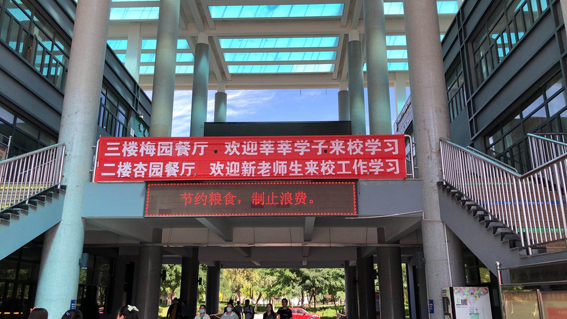 三楼梅园餐厅 · 欢迎莘莘学子来校学习
二楼杏园餐厅 · 欢迎新老师生来校工作学习
节约粮食，制止浪费。